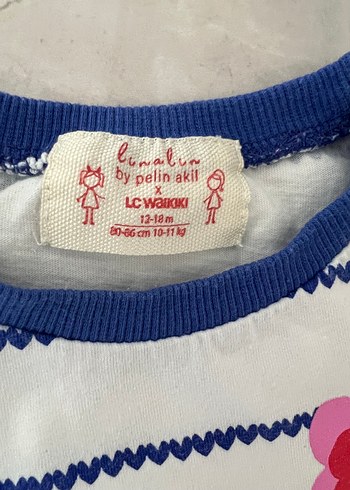 linalin
by pelin akil
x
LC WAIKIKI
12-18 m
80-86 cm 10-11 kg